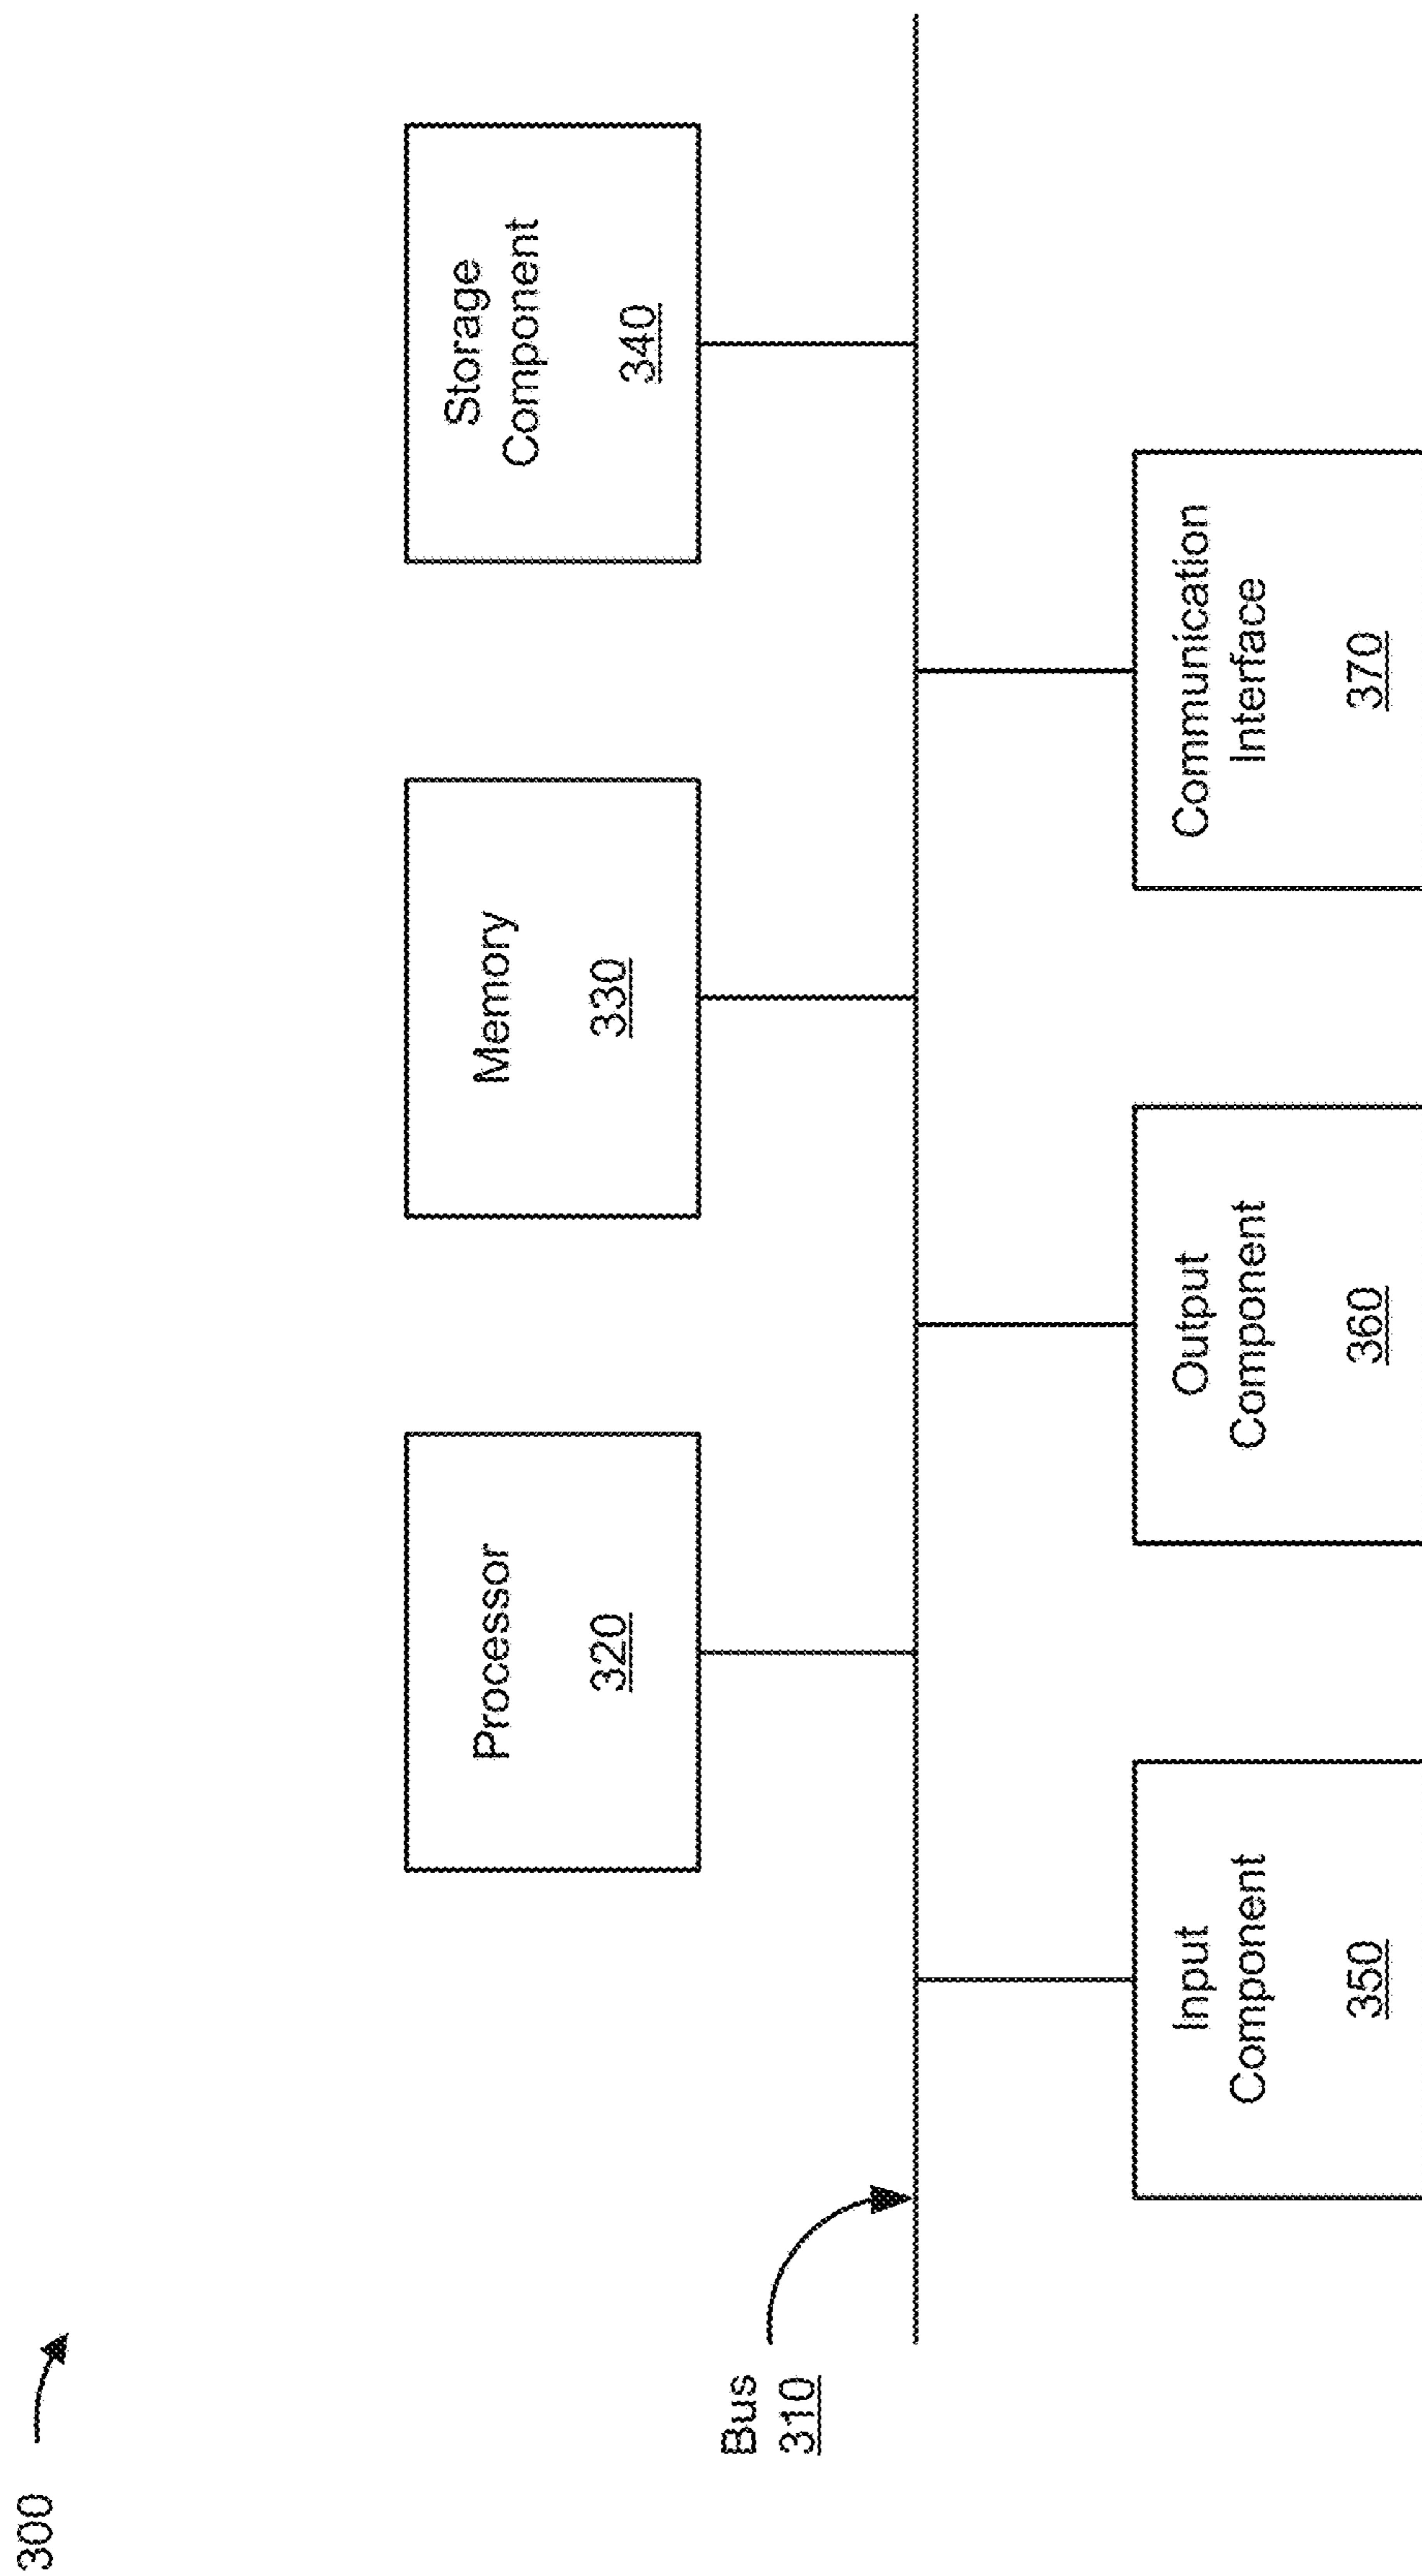 300
Bus
310
Processor
320
Memory
330
Storage
Component
340
Input
Component
350
Output
Component
360
Communication
Interface
370